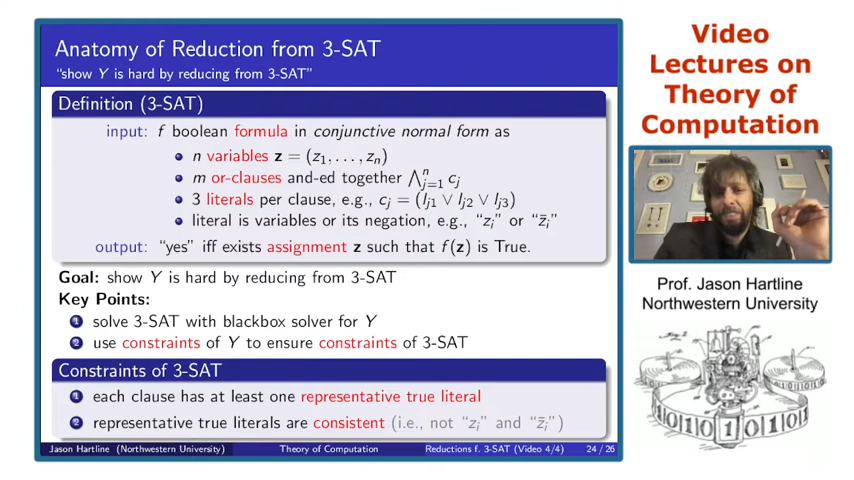 Anatomy of Reduction from 3-SAT
“show Y is hard by reducing from 3-SAT”
Definition (3-SAT)
input: f boolean formula in conjunctive normal form as
n variables z = (z₁, . . . , zₙ)
m or-clauses and-ed together ⋀ⁿⱼ₌₁ cⱼ
3 literals per clause, e.g., cⱼ = (lⱼ₁ ∨ lⱼ₂ ∨ lⱼ₃)
literal is variables or its negation, e.g., “zᵢ” or “z̄ᵢ”
output: “yes” iff exists assignment z such that f(z) is True.
Goal: show Y is hard by reducing from 3-SAT
Key Points:
1 solve 3-SAT with blackbox solver for Y
2 use constraints of Y to ensure constraints of 3-SAT
Constraints of 3-SAT
1 each clause has at least one representative true literal
2 representative true literals are consistent (i.e., not “zᵢ” and “z̄ᵢ”)
Jason Hartline (Northwestern University) Theory of Computation Reductions f. 3-SAT (Video 4/4) 24 / 26
Video
Lectures on
Theory of
Computation
Prof. Jason Hartline
Northwestern University